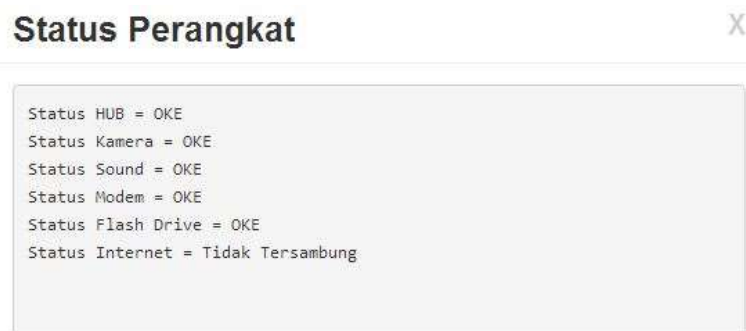 Status Perangkat
X
Status HUB = OKE
Status Kamera = OKE
Status Sound = OKE
Status Modem = OKE
Status Flash Drive = OKE
Status Internet = Tidak Tersambung